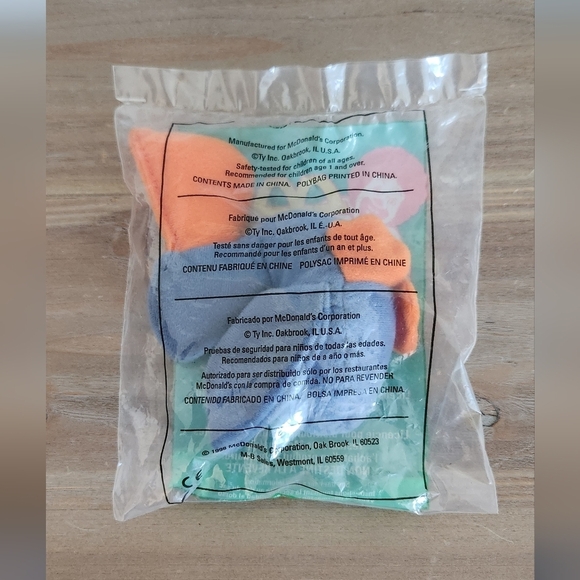 Manufactured for McDonald's Corporation.
©Ty Inc. Oakbrook, IL U.S.A.
Safety-tested for children of all ages.
Recommended for children age 1 and over.
CONTENTS MADE IN CHINA. POLYBAG PRINTED IN CHINA.
Fabriqué pour McDonald's Corporation
©Ty Inc. Oakbrook, IL É.-U.A.
Testé sans danger pour les enfants de tout âge.
Recommandé pour les enfants d'un an et plus.
CONTENU FABRIQUÉ EN CHINE POLYSAC IMPRIMÉ EN CHINE
Fabricado por McDonald's Corporation
©Ty Inc. Oakbrook, IL U.S.A.
Pruebas de seguridad para niños de todas las edades.
Recomendados para niños de a año o más.
Autorizado para ser distribuido sólo por los restaurantes
McDonald's con la compra de comida. NO PARA REVENDER
CONTENIDO FABRICADO EN CHINA. BOLSA IMPRESA EN CHINA.
© 1998 McDonald's Corporation, Oak Brook IL 60523
M-B Sales, Westmont, IL 60559
CE